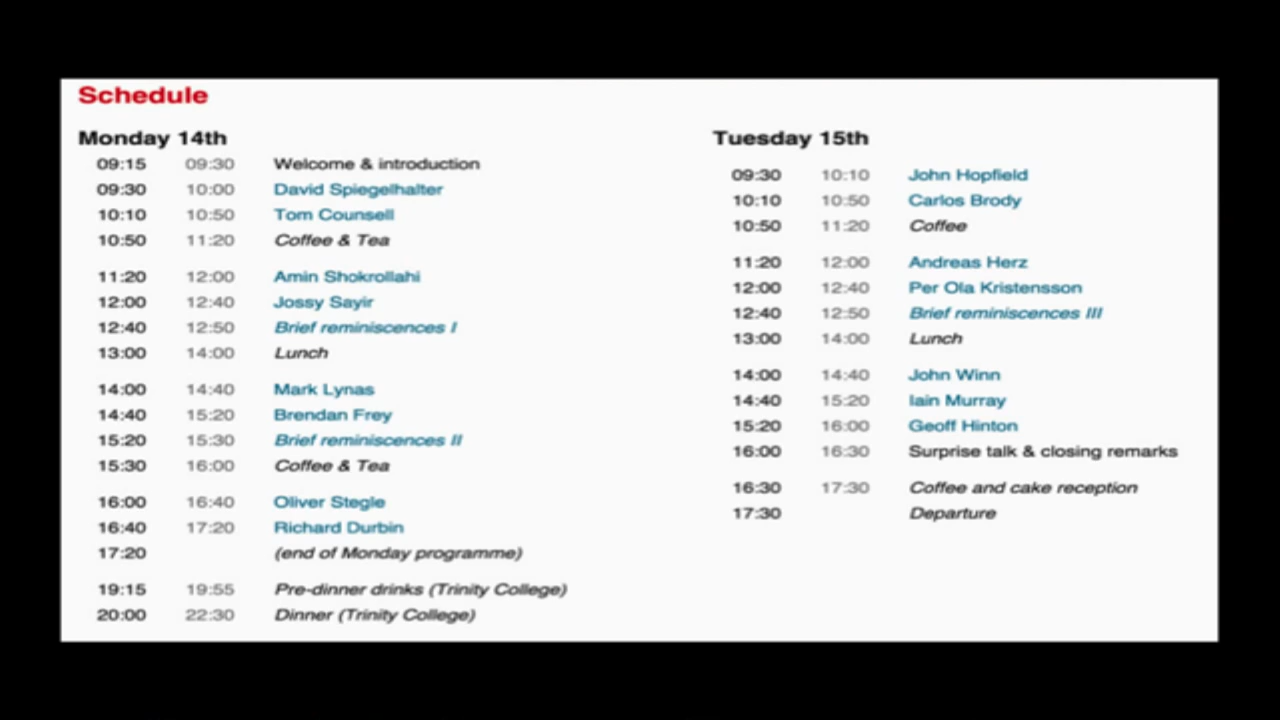 Schedule
Monday 14th
09:15 09:30 Welcome & introduction
09:30 10:00 David Spiegelhalter
10:10 10:50 Tom Counsell
10:50 11:20 Coffee & Tea
11:20 12:00 Amin Shokrollahi
12:00 12:40 Jossy Sayir
12:40 12:50 Brief reminiscences I
13:00 14:00 Lunch
14:00 14:40 Mark Lynas
14:40 15:20 Brendan Frey
15:20 15:30 Brief reminiscences II
15:30 16:00 Coffee & Tea
16:00 16:40 Oliver Stegle
16:40 17:20 Richard Durbin
17:20 (end of Monday programme)
19:15 19:55 Pre-dinner drinks (Trinity College)
20:00 22:30 Dinner (Trinity College)
Tuesday 15th
09:30 10:10 John Hopfield
10:10 10:50 Carlos Brody
10:50 11:20 Coffee
11:20 12:00 Andreas Herz
12:00 12:40 Per Ola Kristensson
12:40 12:50 Brief reminiscences III
13:00 14:00 Lunch
14:00 14:40 John Winn
14:40 15:20 Iain Murray
15:20 16:00 Geoff Hinton
16:00 16:30 Surprise talk & closing remarks
16:30 17:30 Coffee and cake reception
17:30 Departure